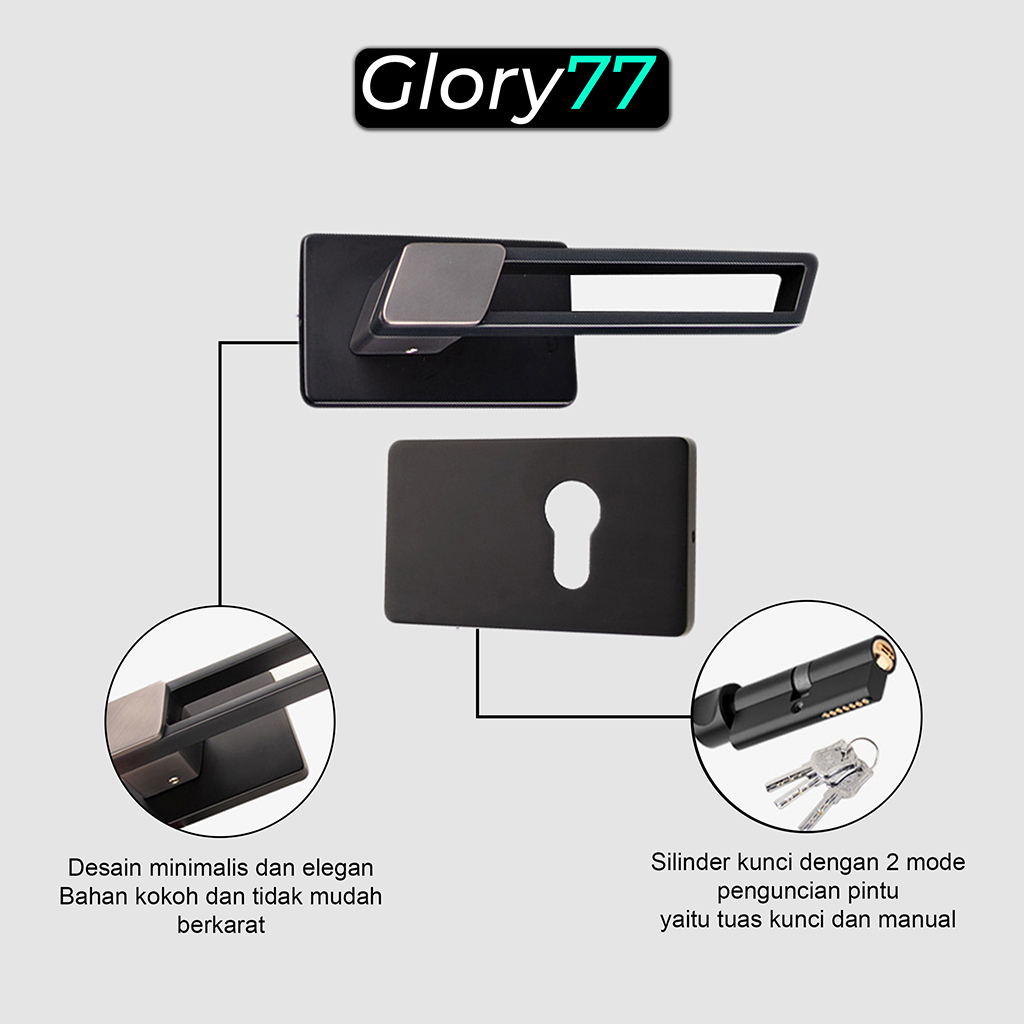 Glory77
Desain minimalis dan elegan
Bahan kokoh dan tidak mudah
berkarat
Silinder kunci dengan 2 mode
penguncian pintu
yaitu tuas kunci dan manual